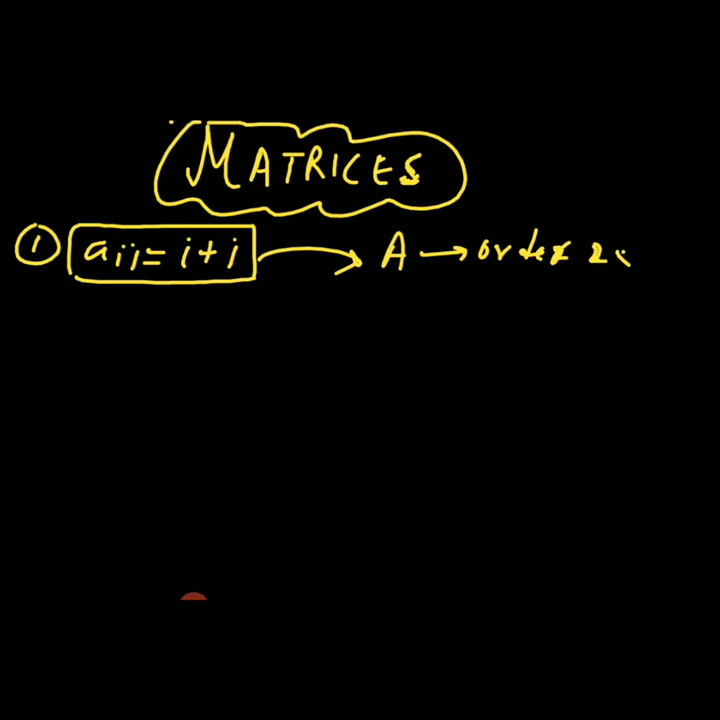 MATRICES
① aij = i + j → A → order 2